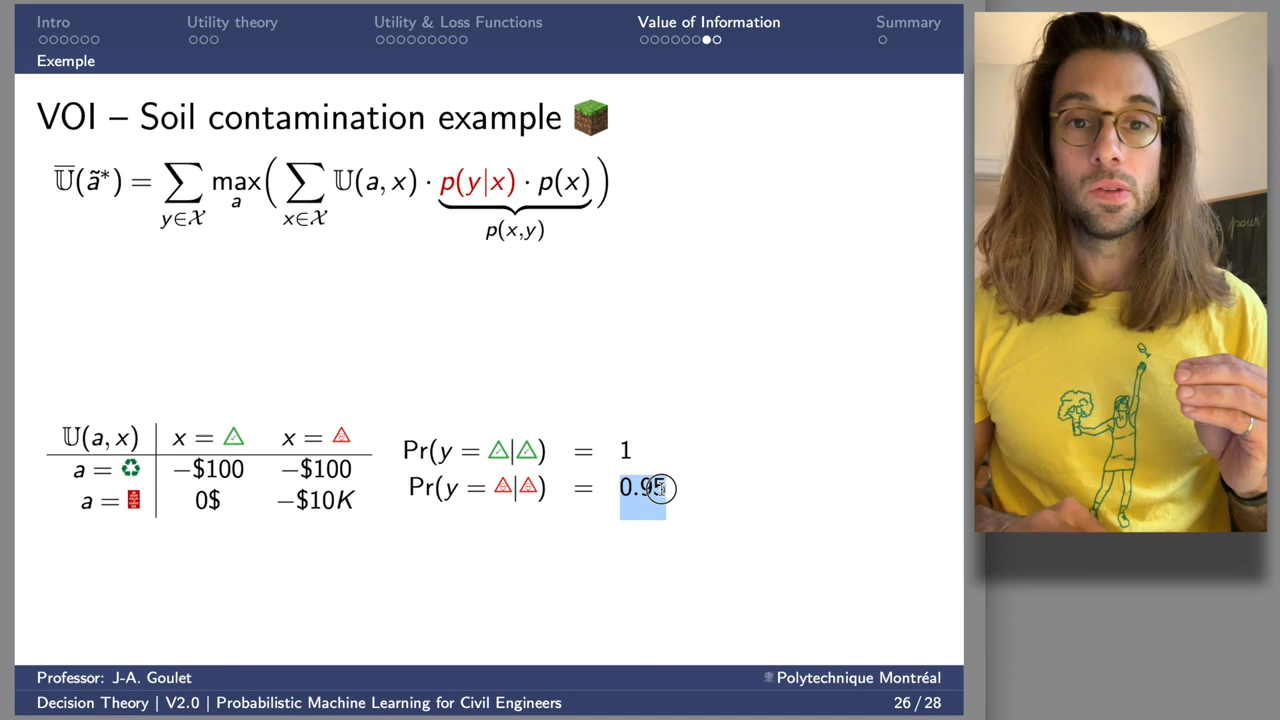 Intro Utility theory Utility & Loss Functions Value of Information Summary
Exemple
VOI – Soil contamination example
𝕌̅(ã*) = ∑ y∈𝒳 max a ( ∑ x∈𝒳 𝕌(a, x) · p(y|x) · p(x) )
p(x,y)
𝕌(a, x) x = x =
a = −$100 −$100
a = 0$ −$10K
Pr(y = | ) = 1
Pr(y = | ) = 0.95
Professor: J-A. Goulet Polytechnique Montréal
Decision Theory | V2.0 | Probabilistic Machine Learning for Civil Engineers 26 / 28
pour